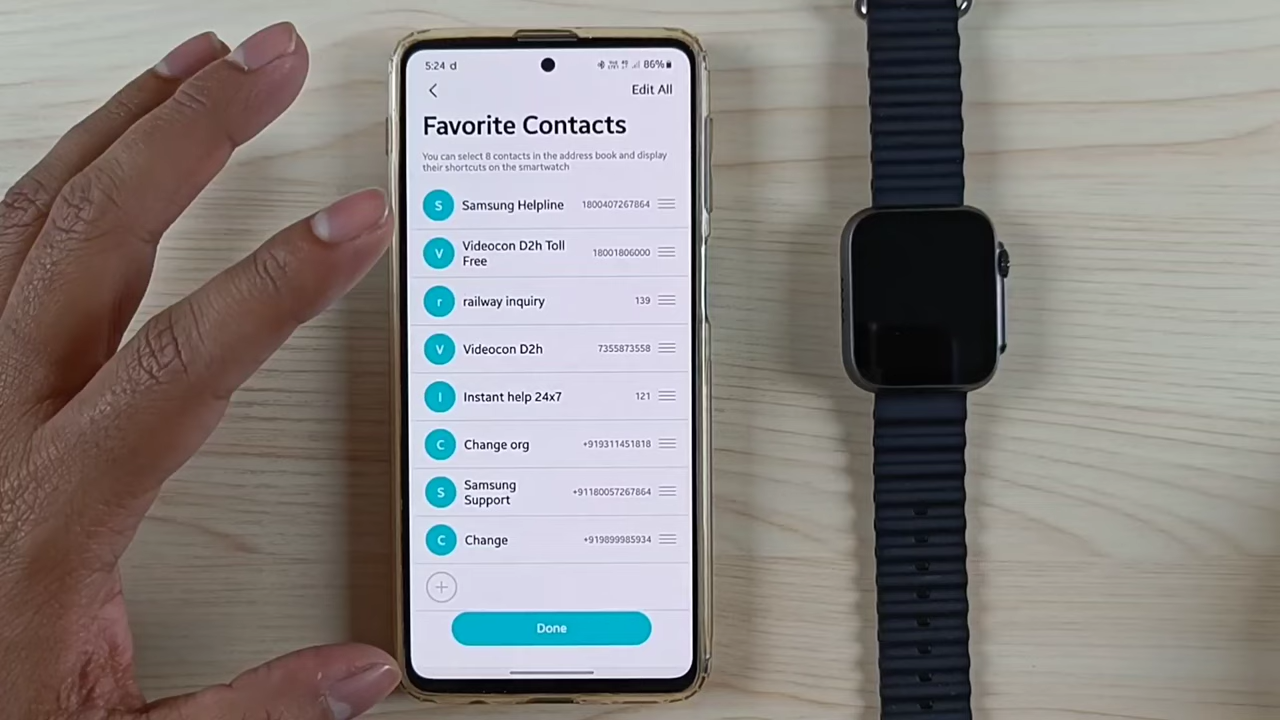 5:24 d
86%
Edit All
Favorite Contacts
You can select 8 contacts in the address book and display
their shortcuts on the smartwatch
S Samsung Helpline 1800407267864
V Videocon D2h Toll
Free 18001806000
r railway inquiry 139
V Videocon D2h 7355873558
I Instant help 24x7 121
C Change org +919311451818
S Samsung
Support +91180057267864
C Change +919899985934
Done